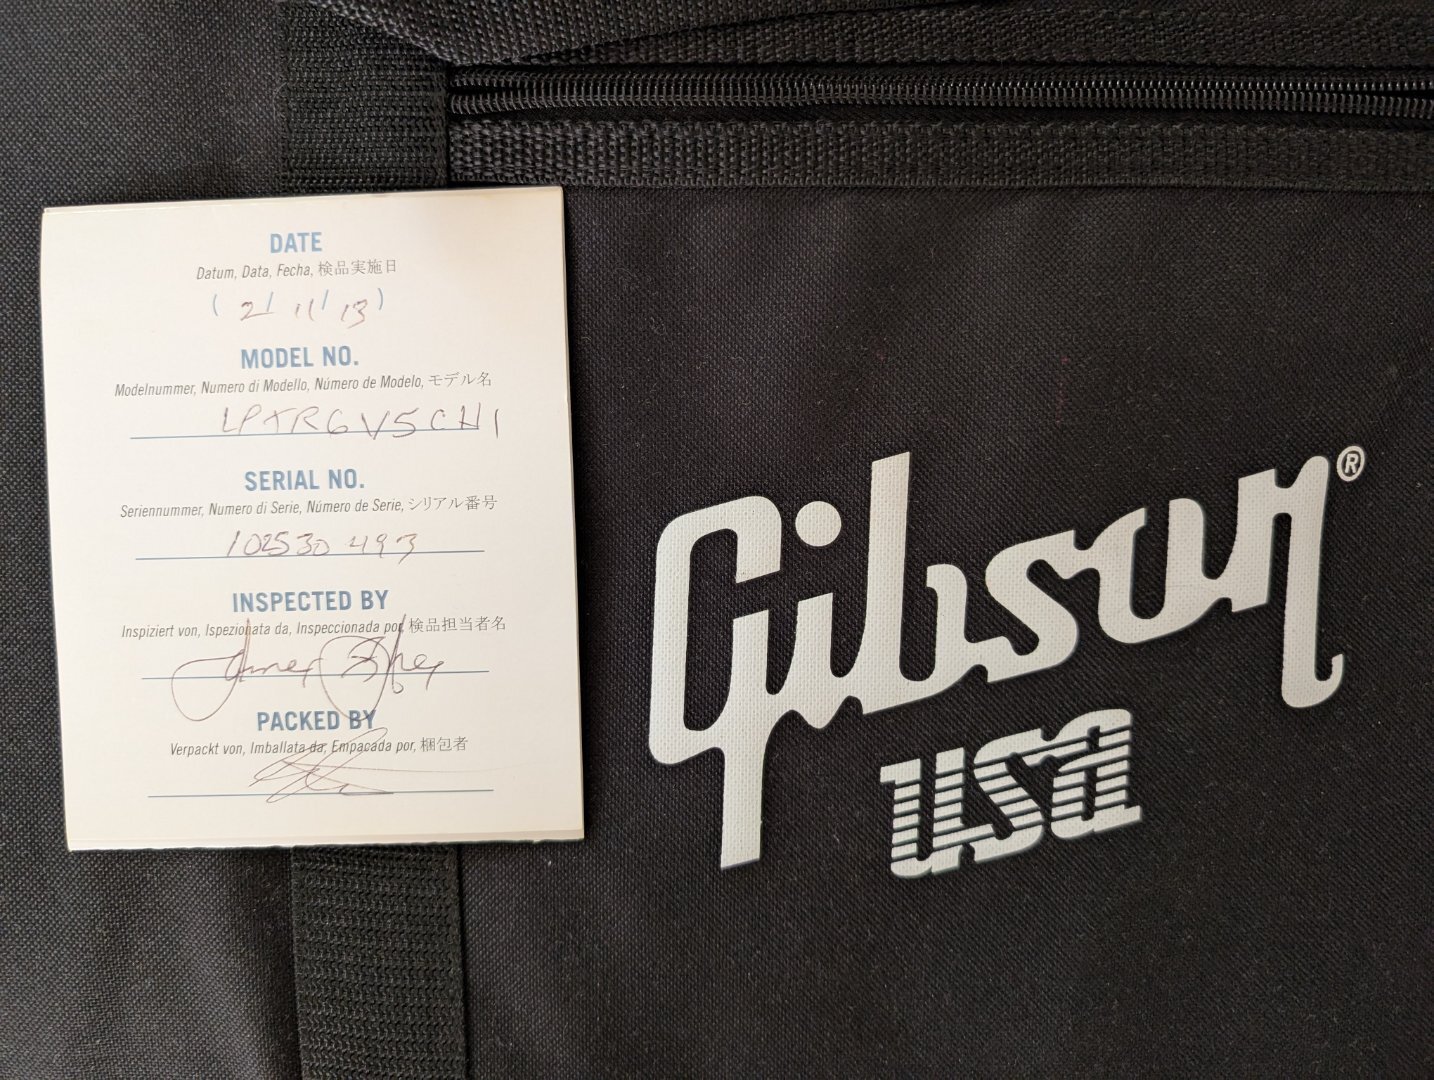 DATE
Datum, Data, Fecha, 検品実施日
( 2/ 11/ 13 )
MODEL NO.
Modelnummer, Numero di Modello, Número de Modelo, モデル名
LPTR6V5CH1
SERIAL NO.
Seriennummer, Numero di Serie, Número de Serie, シリアル番号
102530493
INSPECTED BY
Inspiziert von, Ispezionata da, Inspeccionada por, 検品担当者名
PACKED BY
Verpackt von, Imballata da, Empacada por, 梱包者
Gibson®
USA